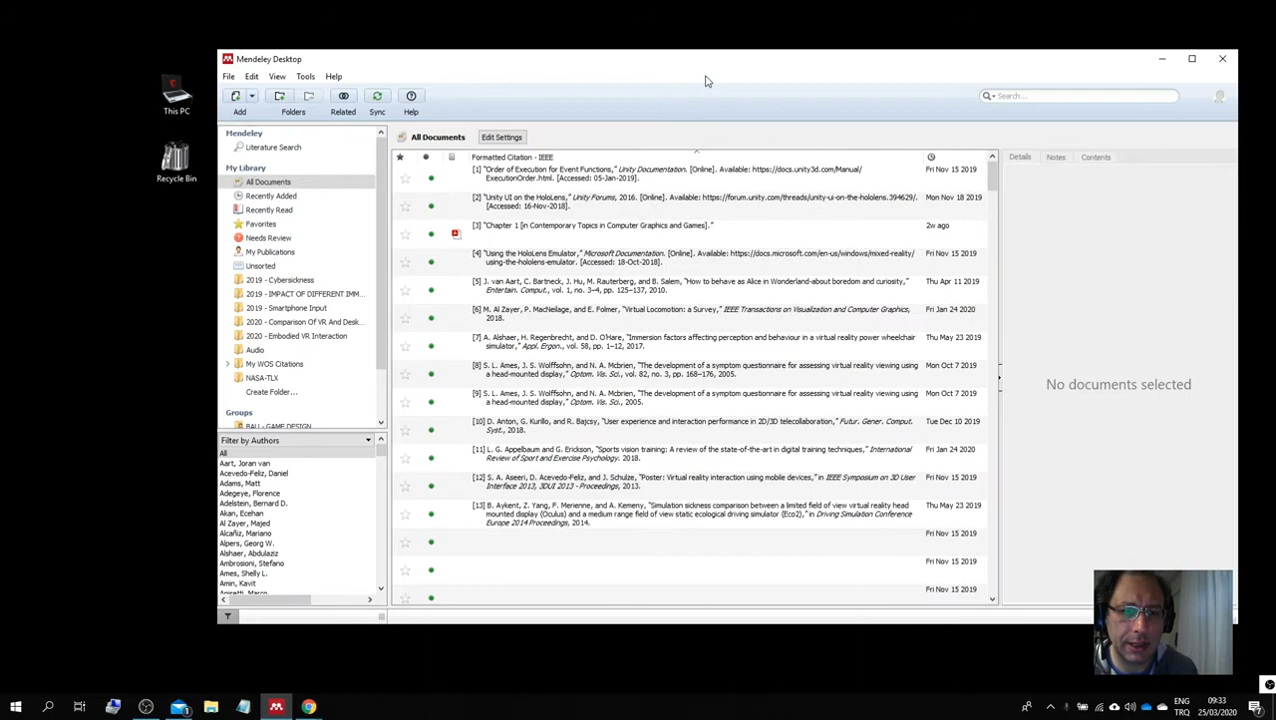 This PC
Recycle Bin
Mendeley Desktop
File Edit View Tools Help
Search...
Add Folders Related Sync Help
Mendeley
Literature Search
My Library
All Documents
Recently Added
Recently Read
Favorites
Needs Review
My Publications
Unsorted
2019 - Cybersickness
2019 - IMPACT OF DIFFERENT IMM...
2019 - Smartphone Input
2020 - Comparison Of VR And Desk...
2020 - Embodied VR Interaction
Audio
My WOS Citations
NASA-TLX
Create Folder...
Groups
BALL - GAME DESIGN
Filter by Authors
All
Aart, Joran van
Acevedo-Feliz, Daniel
Adams, Matt
Adegeye, Florence
Adelstein, Bernard D.
Akan, Ecehan
Al Zayer, Majed
Alcañiz, Mariano
Alpers, Georg W.
Alshaer, Abdulaziz
Ambrosioni, Stefano
Ames, Shelly L.
Amin, Kavit
All Documents Edit Settings
Formatted Citation - IEEE
[1] "Order of Execution for Event Functions," Unity Documentation. [Online]. Available: https://docs.unity3d.com/Manual/ Fri Nov 15 2019
ExecutionOrder.html. [Accessed: 05-Jan-2019].
[2] "Unity UI on the HoloLens," Unity Forums, 2016. [Online]. Available: https://forum.unity.com/threads/unity-ui-on-the-hololens.394629/. Mon Nov 18 2019
[Accessed: 16-Nov-2018].
[3] "Chapter 1 [in Contemporary Topics in Computer Graphics and Games]." 2w ago
[4] "Using the HoloLens Emulator," Microsoft Documentation. [Online]. Available: https://docs.microsoft.com/en-us/windows/mixed-reality/ Fri Nov 15 2019
using-the-hololens-emulator. [Accessed: 18-Oct-2018].
[5] J. van Aart, C. Bartneck, J. Hu, M. Rauterberg, and B. Salem, "How to behave as Alice in Wonderland-about boredom and curiosity," Thu Apr 11 2019
Entertain. Comput., vol. 1, no. 3–4, pp. 125–137, 2010.
[6] M. Al Zayer, P. MacNeilage, and E. Folmer, "Virtual Locomotion: a Survey," IEEE Transactions on Visualization and Computer Graphics, Fri Jan 24 2020
2018.
[7] A. Alshaer, H. Regenbrecht, and D. O'Hare, "Immersion factors affecting perception and behaviour in a virtual reality power wheelchair Thu May 23 2019
simulator," Appl. Ergon., vol. 58, pp. 1–12, 2017.
[8] S. L. Ames, J. S. Wolffsohn, and N. A. Mcbrien, "The development of a symptom questionnaire for assessing virtual reality viewing using Mon Oct 7 2019
a head-mounted display," Optom. Vis. Sci., vol. 82, no. 3, pp. 168–176, 2005.
[9] S. L. Ames, J. S. Wolffsohn, and N. A. Mcbrien, "The development of a symptom questionnaire for assessing virtual reality viewing using Mon Oct 7 2019
a head-mounted display," Optom. Vis. Sci., 2005.
[10] D. Anton, G. Kurillo, and R. Bajcsy, "User experience and interaction performance in 2D/3D telecollaboration," Futur. Gener. Comput. Tue Dec 10 2019
Syst., 2018.
[11] L. G. Appelbaum and G. Erickson, "Sports vision training: A review of the state-of-the-art in digital training techniques," International Fri Jan 24 2020
Review of Sport and Exercise Psychology. 2018.
[12] S. A. Aseeri, D. Acevedo-Feliz, and J. Schulze, "Poster: Virtual reality interaction using mobile devices," in IEEE Symposium on 3D User Fri Nov 15 2019
Interface 2013, 3DUI 2013 - Proceedings, 2013.
[13] B. Aykent, Z. Yang, F. Merienne, and A. Kemeny, "Simulation sickness comparison between a limited field of view virtual reality head Thu May 23 2019
mounted display (Oculus) and a medium range field of view static ecological driving simulator (Eco2)," in Driving Simulation Conference
Europe 2014 Proceedings, 2014.
Fri Nov 15 2019
Fri Nov 15 2019
Fri Nov 15 2019
Details Notes Contents
No documents selected
ENG 09:33
TRQ 25/03/2020